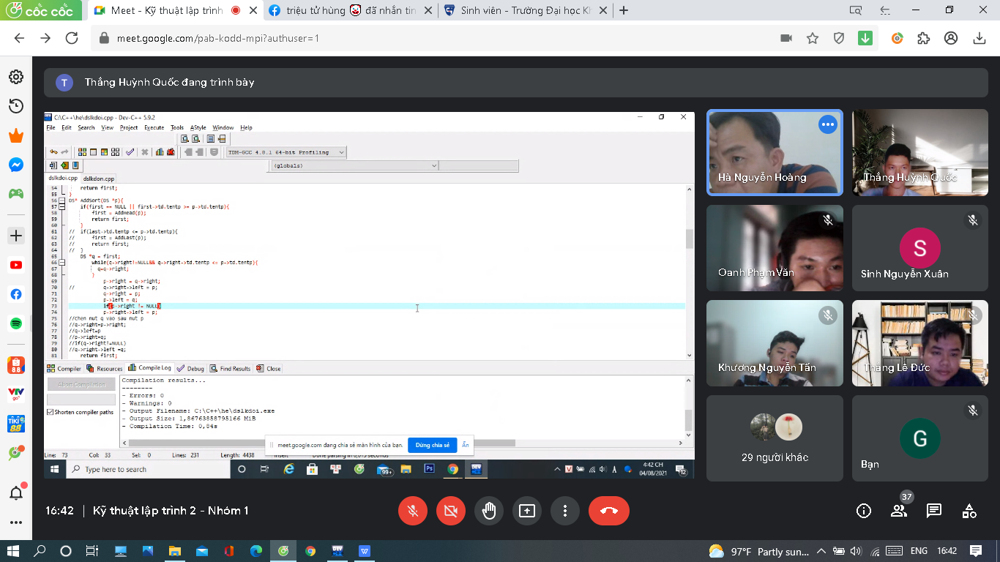 cốc cốc
Meet - Kỹ thuật lập trình
triệu tử hùng 🤡 đã nhắn tin
Sinh viên - Trường Đại học Kh
meet.google.com/pab-kodd-mpi?authuser=1
T
Thắng Huỳnh Quốc đang trình bày
C:\C++\he\dslkdoi.cpp - Dev-C++ 5.9.2
File Edit Search View Project Execute Tools AStyle Window Help
TDM-GCC 4.8.1 64-bit Profiling
(globals)
dslkdoi.cpp dslkdon.cpp
54 return first;
55 }
56 DS* AddSort(DS *p){
57 if(first == NULL || first->td.tentp >= p->td.tentp){
58 first = AddHead(p);
59 return first;
60 }
61 // if(last->td.tentp <= p->td.tentp){
62 // first = AddLast(p);
63 // return first;
64 // }
65 DS *q = first;
66 while(q->right!=NULL&& q->right->td.tentp <= p->td.tentp){
67 q=q->right;
68 }
69 p->right = q->right;
70 // q->right->left = p;
71 q->right = p;
72 p->left = q;
73 if(p->right != NULL)
74 p->right->left = p;
75 //chen nut q vao sau nut p
76 //q->right=p->right;
77 //q->left=p
78 //p->right=q;
79 //if(q->right!=NULL)
80 //q->right->left =q;
81 return first;
Compiler Resources Compile Log Debug Find Results Close
Abort Compilation
Shorten compiler paths
Compilation results...
--------
- Errors: 0
- Warnings: 0
- Output Filename: C:\C++\he\dslkdoi.exe
- Output Size: 1,86763858795166 MiB
- Compilation Time: 0,84s
meet.google.com đang chia sẻ màn hình của bạn.
Dừng chia sẻ
Ẩn
Line: 73 Col: 33 Sel: 0 Lines: 231 Length: 4438 Insert Done parsing in 0,015 seconds
Type here to search
99+
4:42 CH
04/08/2021
12
Hà Nguyễn Hoàng
Thắng Huỳnh Quốc
Oanh Phạm Văn
S
Sinh Nguyễn Xuân
Khương Nguyễn Tấn
Thắng Lê Đức
29 người khác
G
Bạn
16:42 | Kỹ thuật lập trình 2 - Nhóm 1
37
97°F Partly sun...
ENG
16:42